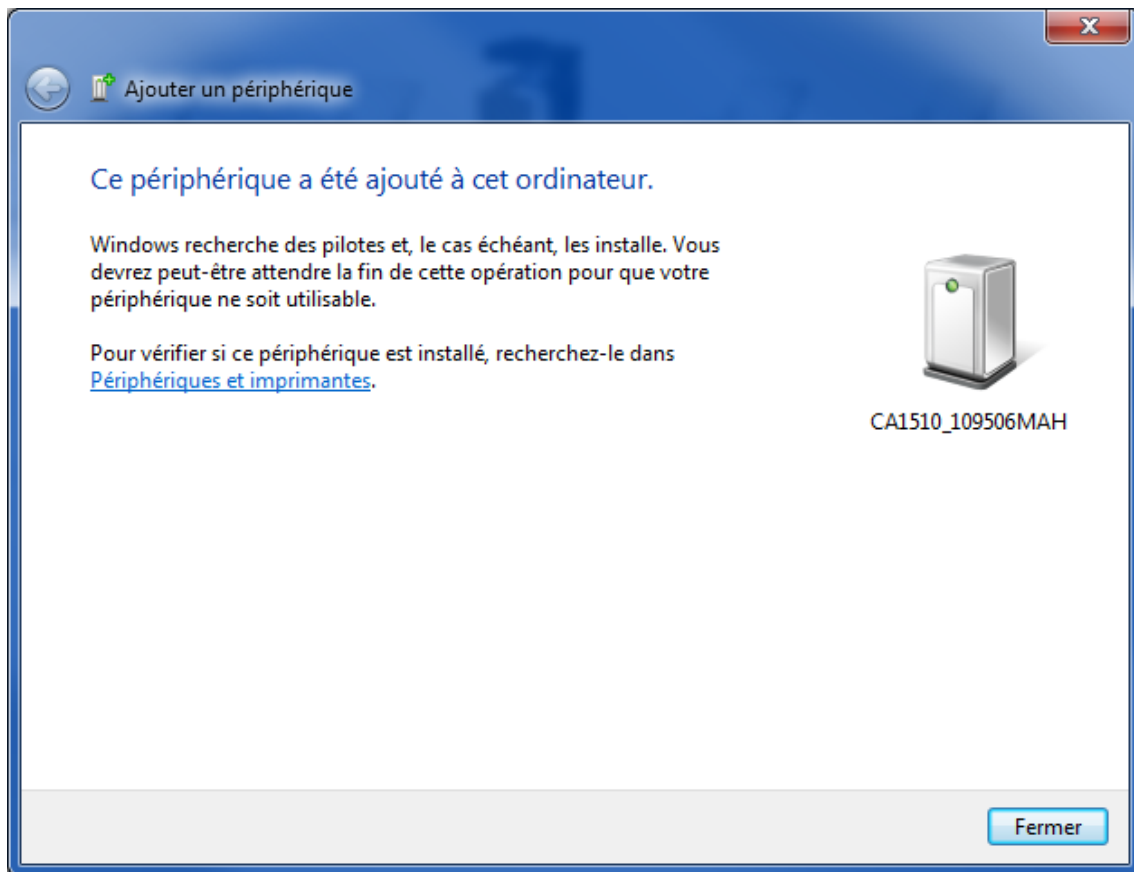 Ajouter un périphérique
Ce périphérique a été ajouté à cet ordinateur.
Windows recherche des pilotes et, le cas échéant, les installe. Vous
devrez peut-être attendre la fin de cette opération pour que votre
périphérique ne soit utilisable.
Pour vérifier si ce périphérique est installé, recherchez-le dans
Périphériques et imprimantes.
CA1510_109506MAH
Fermer